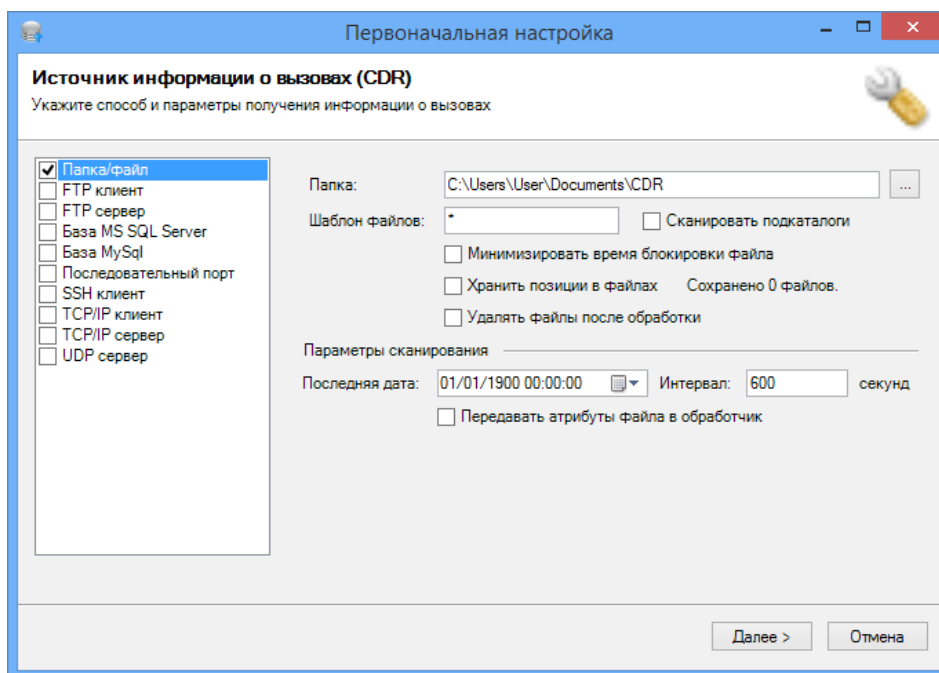 Первоначальная настройка
Источник информации о вызовах (CDR)
Укажите способ и параметры получения информации о вызовах
Папка/файл
FTP клиент
FTP сервер
База MS SQL Server
База MySql
Последовательный порт
SSH клиент
TCP/IP клиент
TCP/IP сервер
UDP сервер
Папка: C:\Users\User\Documents\CDR ...
Шаблон файлов: * Сканировать подкаталоги
Минимизировать время блокировки файла
Хранить позиции в файлах Сохранено 0 файлов.
Удалять файлы после обработки
Параметры сканирования
Последняя дата: 01/01/1900 00:00:00 Интервал: 600 секунд
Передавать атрибуты файла в обработчик
Далее > Отмена